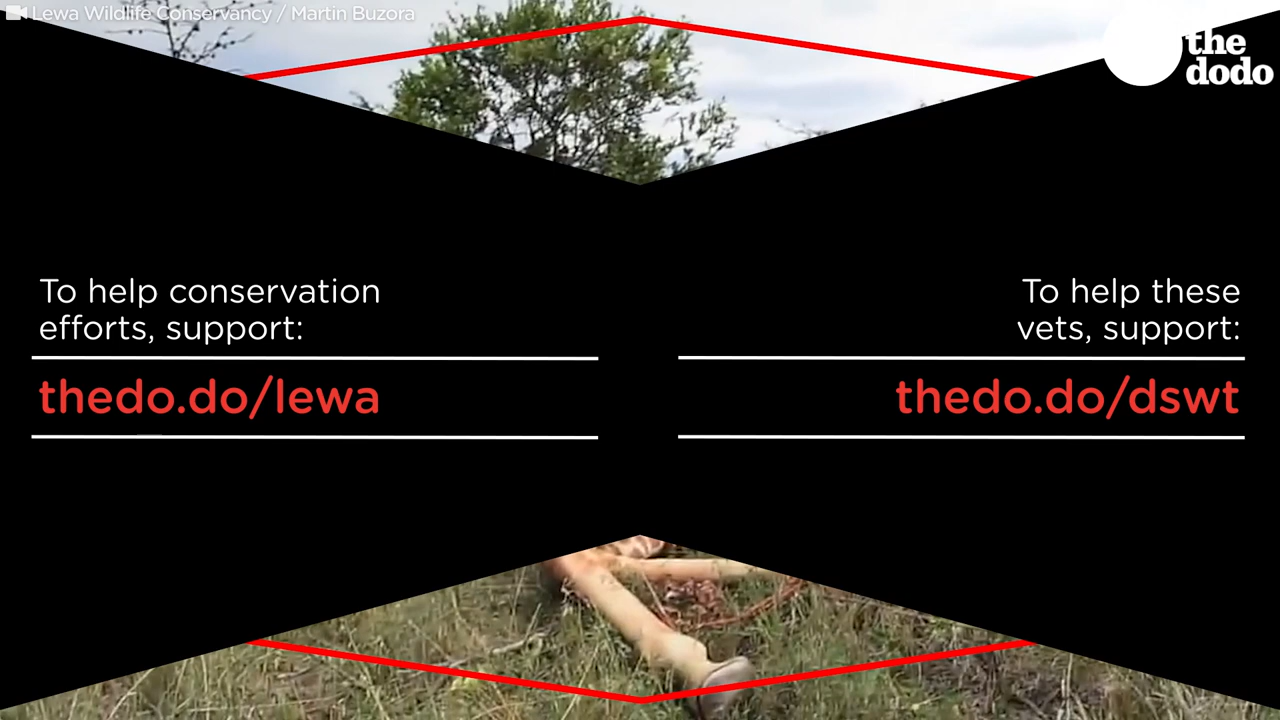 Lewa Wildlife Conservancy / Martin Buzora
the
dodo
To help conservation
efforts, support:
thedo.do/lewa
To help these
vets, support:
thedo.do/dswt